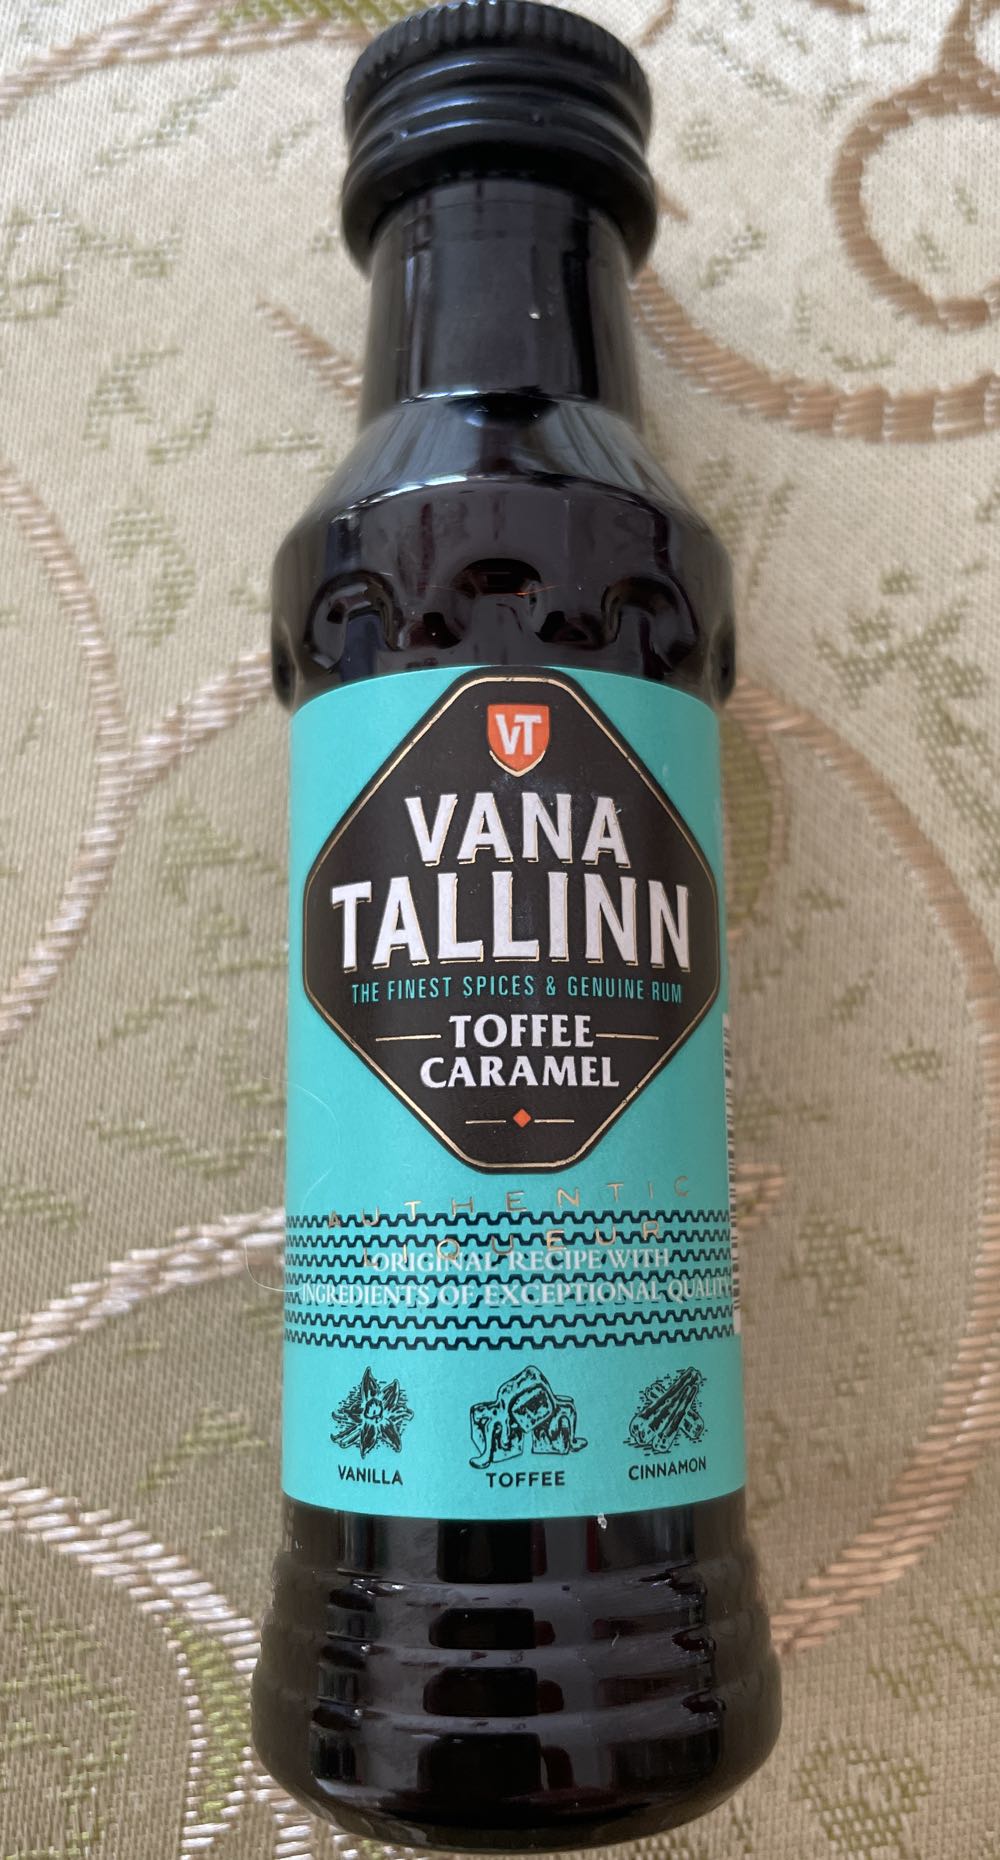 VT
VANA
TALLINN
THE FINEST SPICES & GENUINE RUM
TOFFEE
CARAMEL
AUTHENTIC
LIQUEUR
ORIGINAL RECIPE WITH
INGREDIENTS OF EXCEPTIONAL QUALITY
VANILLA
TOFFEE
CINNAMON